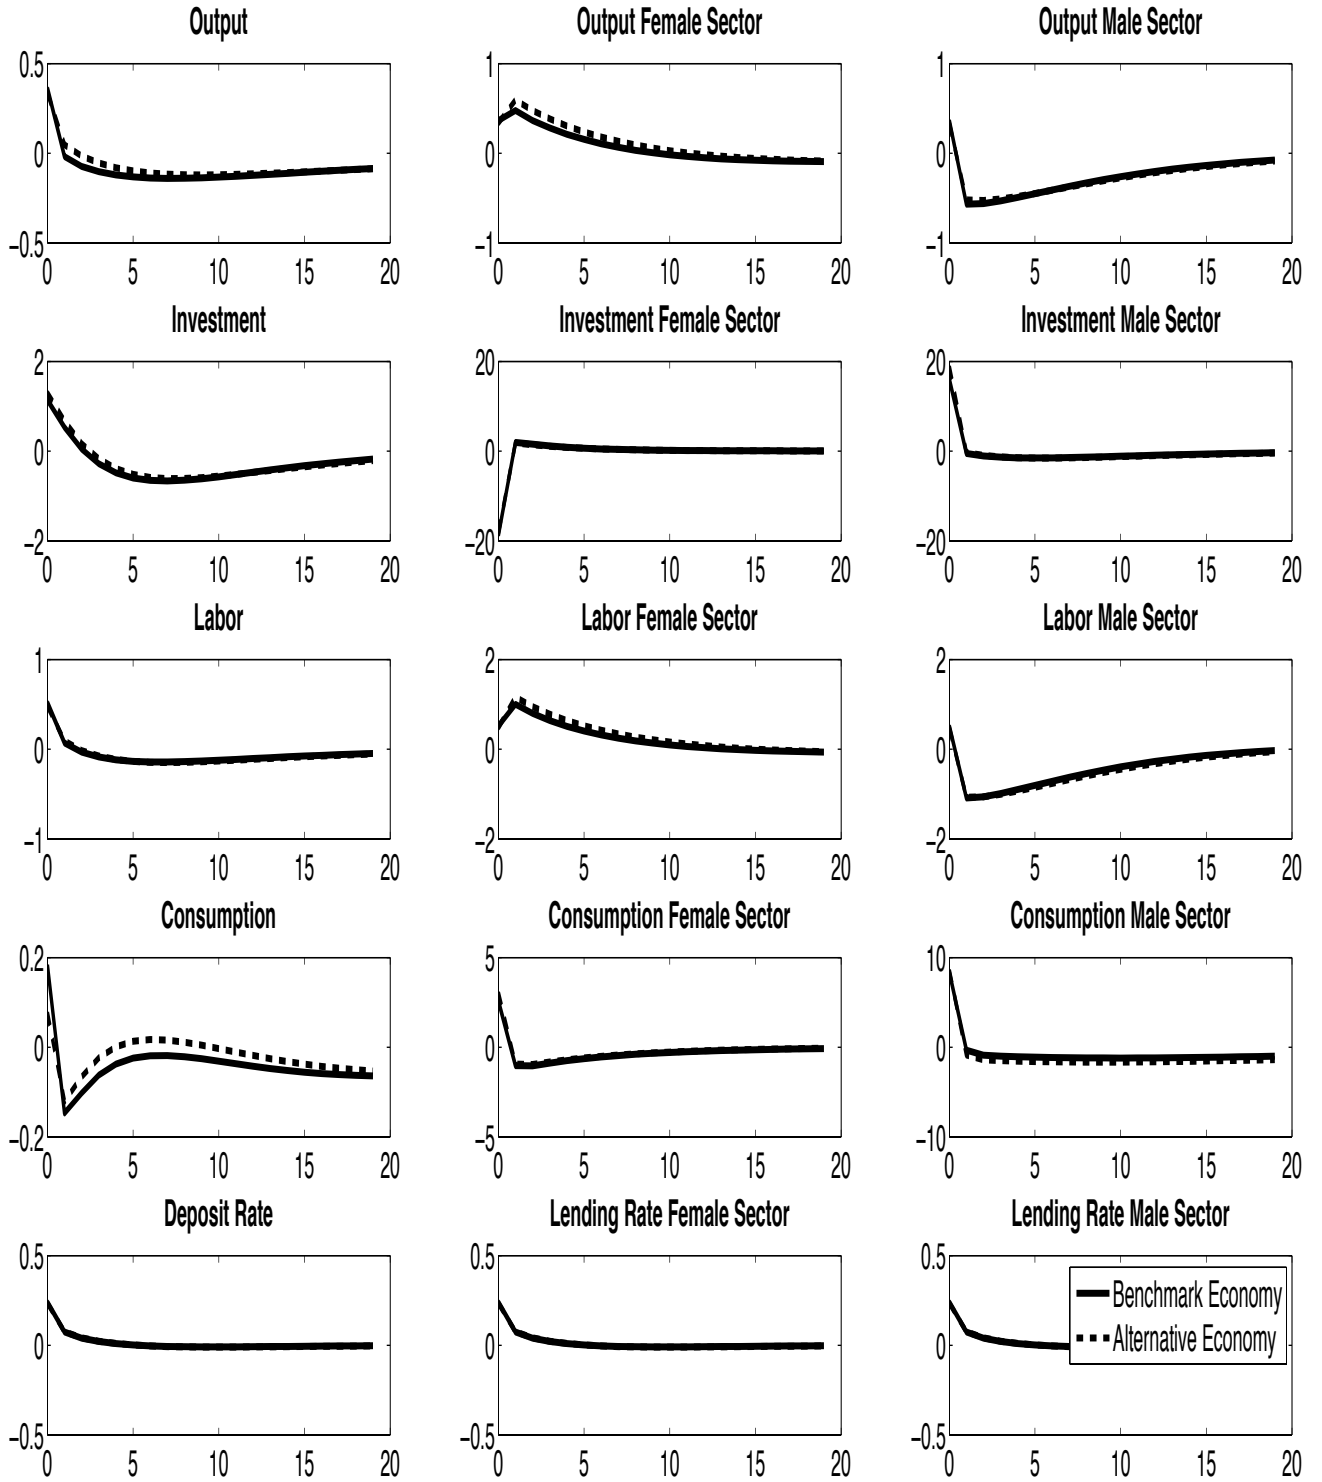 Output
Output Female Sector
Output Male Sector
0.5
0
−0.5
0 5 10 15 20
1
0
−1
0 5 10 15 20
1
0
−1
0 5 10 15 20
Investment
Investment Female Sector
Investment Male Sector
2
0
−2
0 5 10 15 20
20
0
−20
0 5 10 15 20
20
0
−20
0 5 10 15 20
Labor
Labor Female Sector
Labor Male Sector
1
0
−1
0 5 10 15 20
2
0
−2
0 5 10 15 20
2
0
−2
0 5 10 15 20
Consumption
Consumption Female Sector
Consumption Male Sector
0.2
0
−0.2
0 5 10 15 20
5
0
−5
0 5 10 15 20
10
0
−10
0 5 10 15 20
Deposit Rate
Lending Rate Female Sector
Lending Rate Male Sector
0.5
0
−0.5
0 5 10 15 20
0.5
0
−0.5
0 5 10 15 20
0.5
0
−0.5
0 5 10 15 20
Benchmark Economy
Alternative Economy